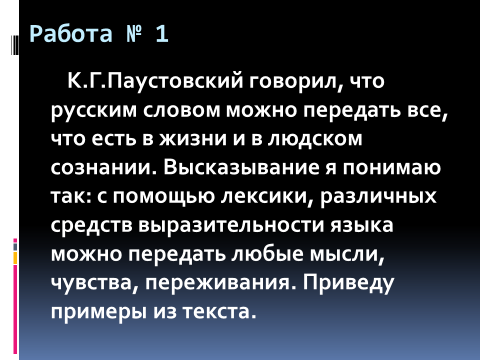 Работа № 1
К.Г.Паустовский говорил, что
русским словом можно передать все,
что есть в жизни и в людском
сознании. Высказывание я понимаю
так: с помощью лексики, различных
средств выразительности языка
можно передать любые мысли,
чувства, переживания. Приведу
примеры из текста.